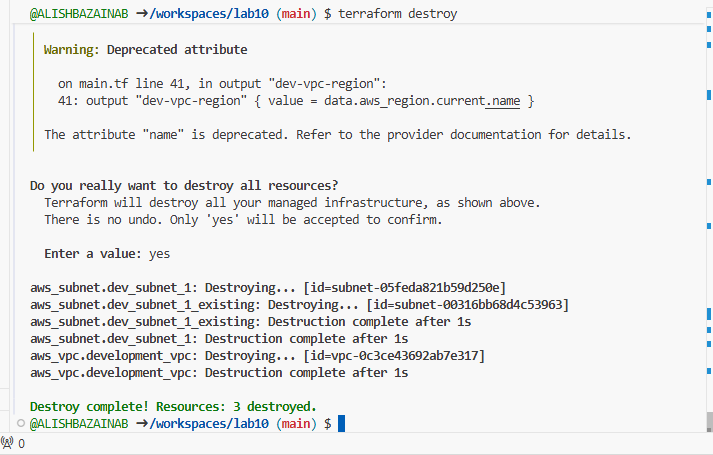 @ALISHBAZAINAB ➜/workspaces/lab10 (main) $ terraform destroy
Warning: Deprecated attribute
on main.tf line 41, in output "dev-vpc-region":
41: output "dev-vpc-region" { value = data.aws_region.current.name }
The attribute "name" is deprecated. Refer to the provider documentation for details.
Do you really want to destroy all resources?
Terraform will destroy all your managed infrastructure, as shown above.
There is no undo. Only 'yes' will be accepted to confirm.
Enter a value: yes
aws_subnet.dev_subnet_1: Destroying... [id=subnet-05feda821b59d250e]
aws_subnet.dev_subnet_1_existing: Destroying... [id=subnet-00316bb68d4c53963]
aws_subnet.dev_subnet_1_existing: Destruction complete after 1s
aws_subnet.dev_subnet_1: Destruction complete after 1s
aws_vpc.development_vpc: Destroying... [id=vpc-0c3ce43692ab7e317]
aws_vpc.development_vpc: Destruction complete after 1s
Destroy complete! Resources: 3 destroyed.
@ALISHBAZAINAB ➜/workspaces/lab10 (main) $
0